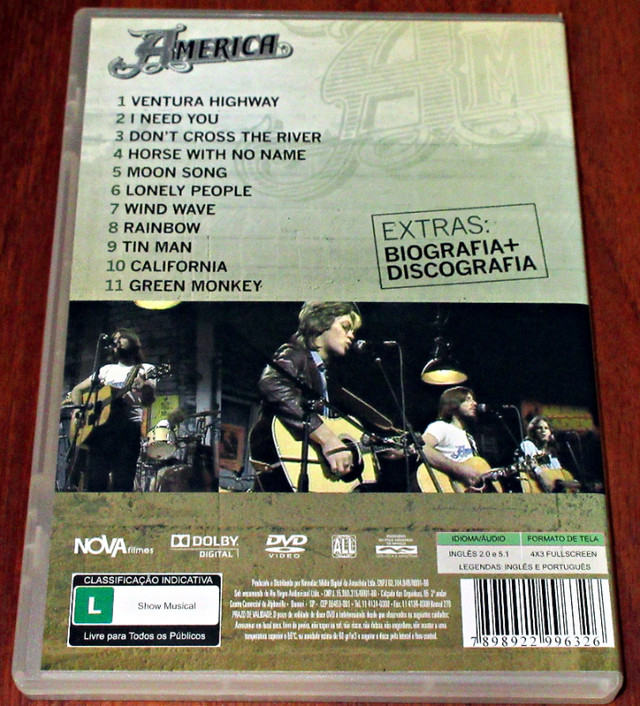 AMERICA
AM
1 VENTURA HIGHWAY
2 I NEED YOU
3 DON'T CROSS THE RIVER
4 HORSE WITH NO NAME
5 MOON SONG
6 LONELY PEOPLE
7 WIND WAVE
8 RAINBOW
9 TIN MAN
10 CALIFORNIA
11 GREEN MONKEY
EXTRAS:
BIOGRAFIA+
DISCOGRAFIA
America
NOVA filmes
DOLBY
DIGITAL
DVD
VIDEO
ALL
IDIOMA/ÁUDIO
FORMATO DE TELA
INGLÊS 2.0 e 5.1
4X3 FULLSCREEN
LEGENDAS: INGLÊS E PORTUGUÊS
CLASSIFICAÇÃO INDICATIVA
L
Show Musical
Livre para Todos os Públicos
7 898922 996326